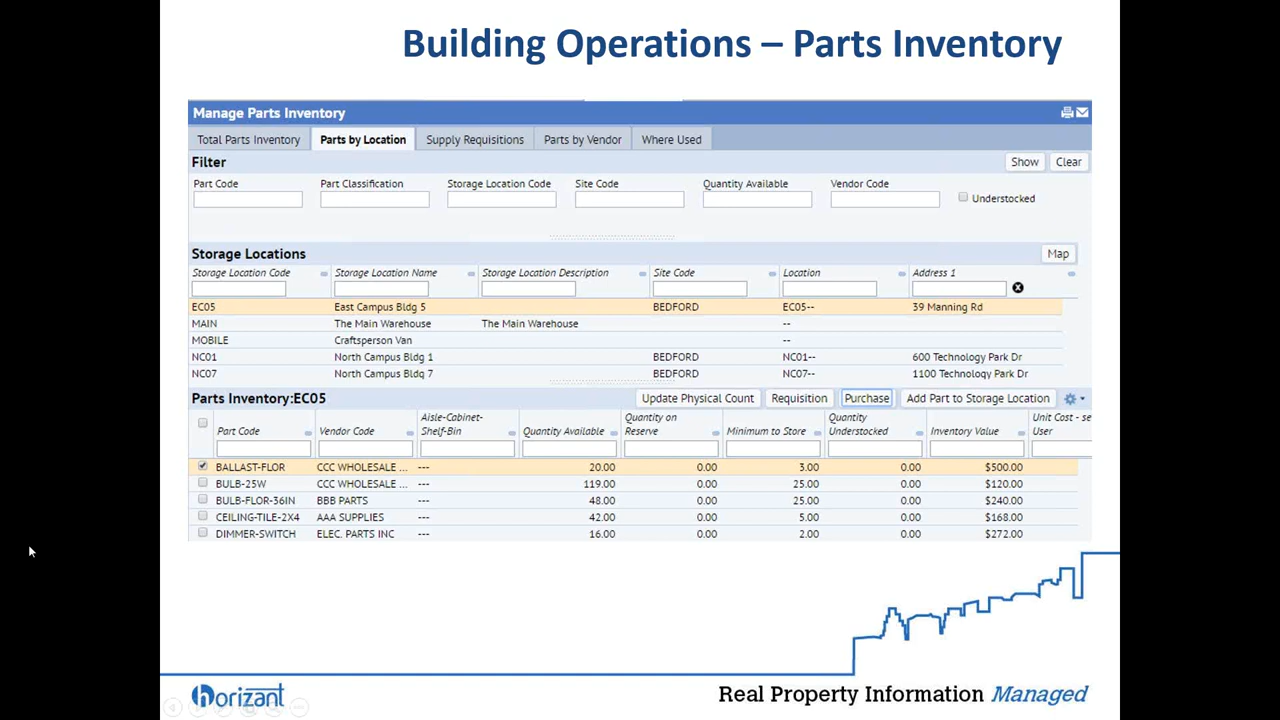 Building Operations – Parts Inventory
Manage Parts Inventory
Total Parts Inventory Parts by Location Supply Requisitions Parts by Vendor Where Used
Filter Show Clear
Part Code Part Classification Storage Location Code Site Code Quantity Available Vendor Code
Understocked
Storage Locations Map
Storage Location Code Storage Location Name Storage Location Description Site Code Location Address 1
EC05 East Campus Bldg 5 BEDFORD EC05-- 39 Manning Rd
MAIN The Main Warehouse The Main Warehouse --
MOBILE Craftsperson Van --
NC01 North Campus Bldg 1 BEDFORD NC01-- 600 Technology Park Dr
NC07 North Campus Bldg 7 BEDFORD NC07-- 1100 Technology Park Dr
Parts Inventory:EC05 Update Physical Count Requisition Purchase Add Part to Storage Location
Aisle-Cabinet- Quantity on Quantity Unit Cost - se
Part Code Vendor Code Shelf-Bin Quantity Available Reserve Minimum to Store Understocked Inventory Value User
BALLAST-FLOR CCC WHOLESALE ... --- 20.00 0.00 3.00 0.00 $500.00
BULB-25W CCC WHOLESALE ... --- 119.00 0.00 25.00 0.00 $120.00
BULB-FLOR-36IN BBB PARTS --- 48.00 0.00 25.00 0.00 $240.00
CEILING-TILE-2X4 AAA SUPPLIES --- 42.00 0.00 5.00 0.00 $168.00
DIMMER-SWITCH ELEC. PARTS INC --- 16.00 0.00 2.00 0.00 $272.00
horizant Real Property Information Managed